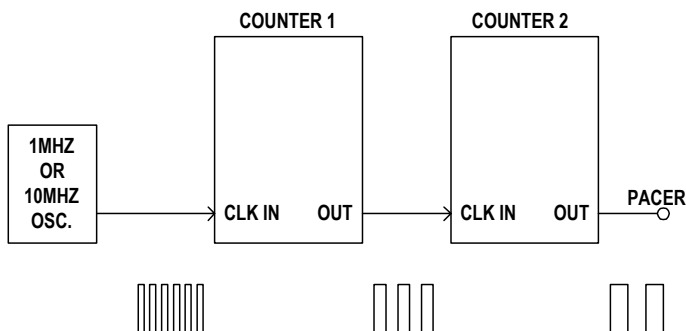 COUNTER 1
COUNTER 2
1MHZ
OR
10MHZ
OSC.
CLK IN
OUT
CLK IN
OUT
PACER